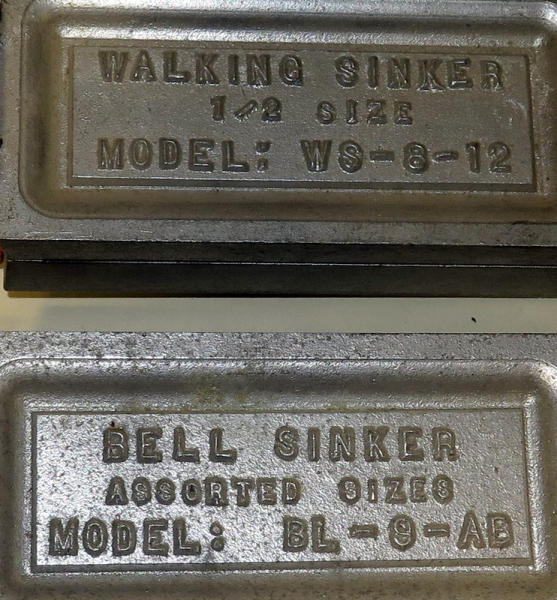 WALKING SINKER
1/2 SIZE
MODEL: WS-8-12
BELL SINKER
ASSORTED SIZES
MODEL: BL-9-AB